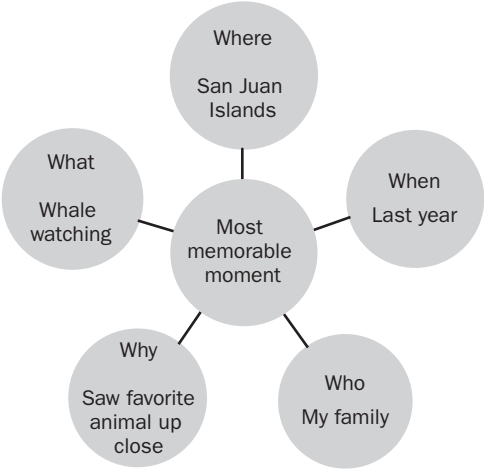 Where
San Juan
Islands
What
Whale
watching
When
Last year
Most
memorable
moment
Why
Saw favorite
animal up
close
Who
My family